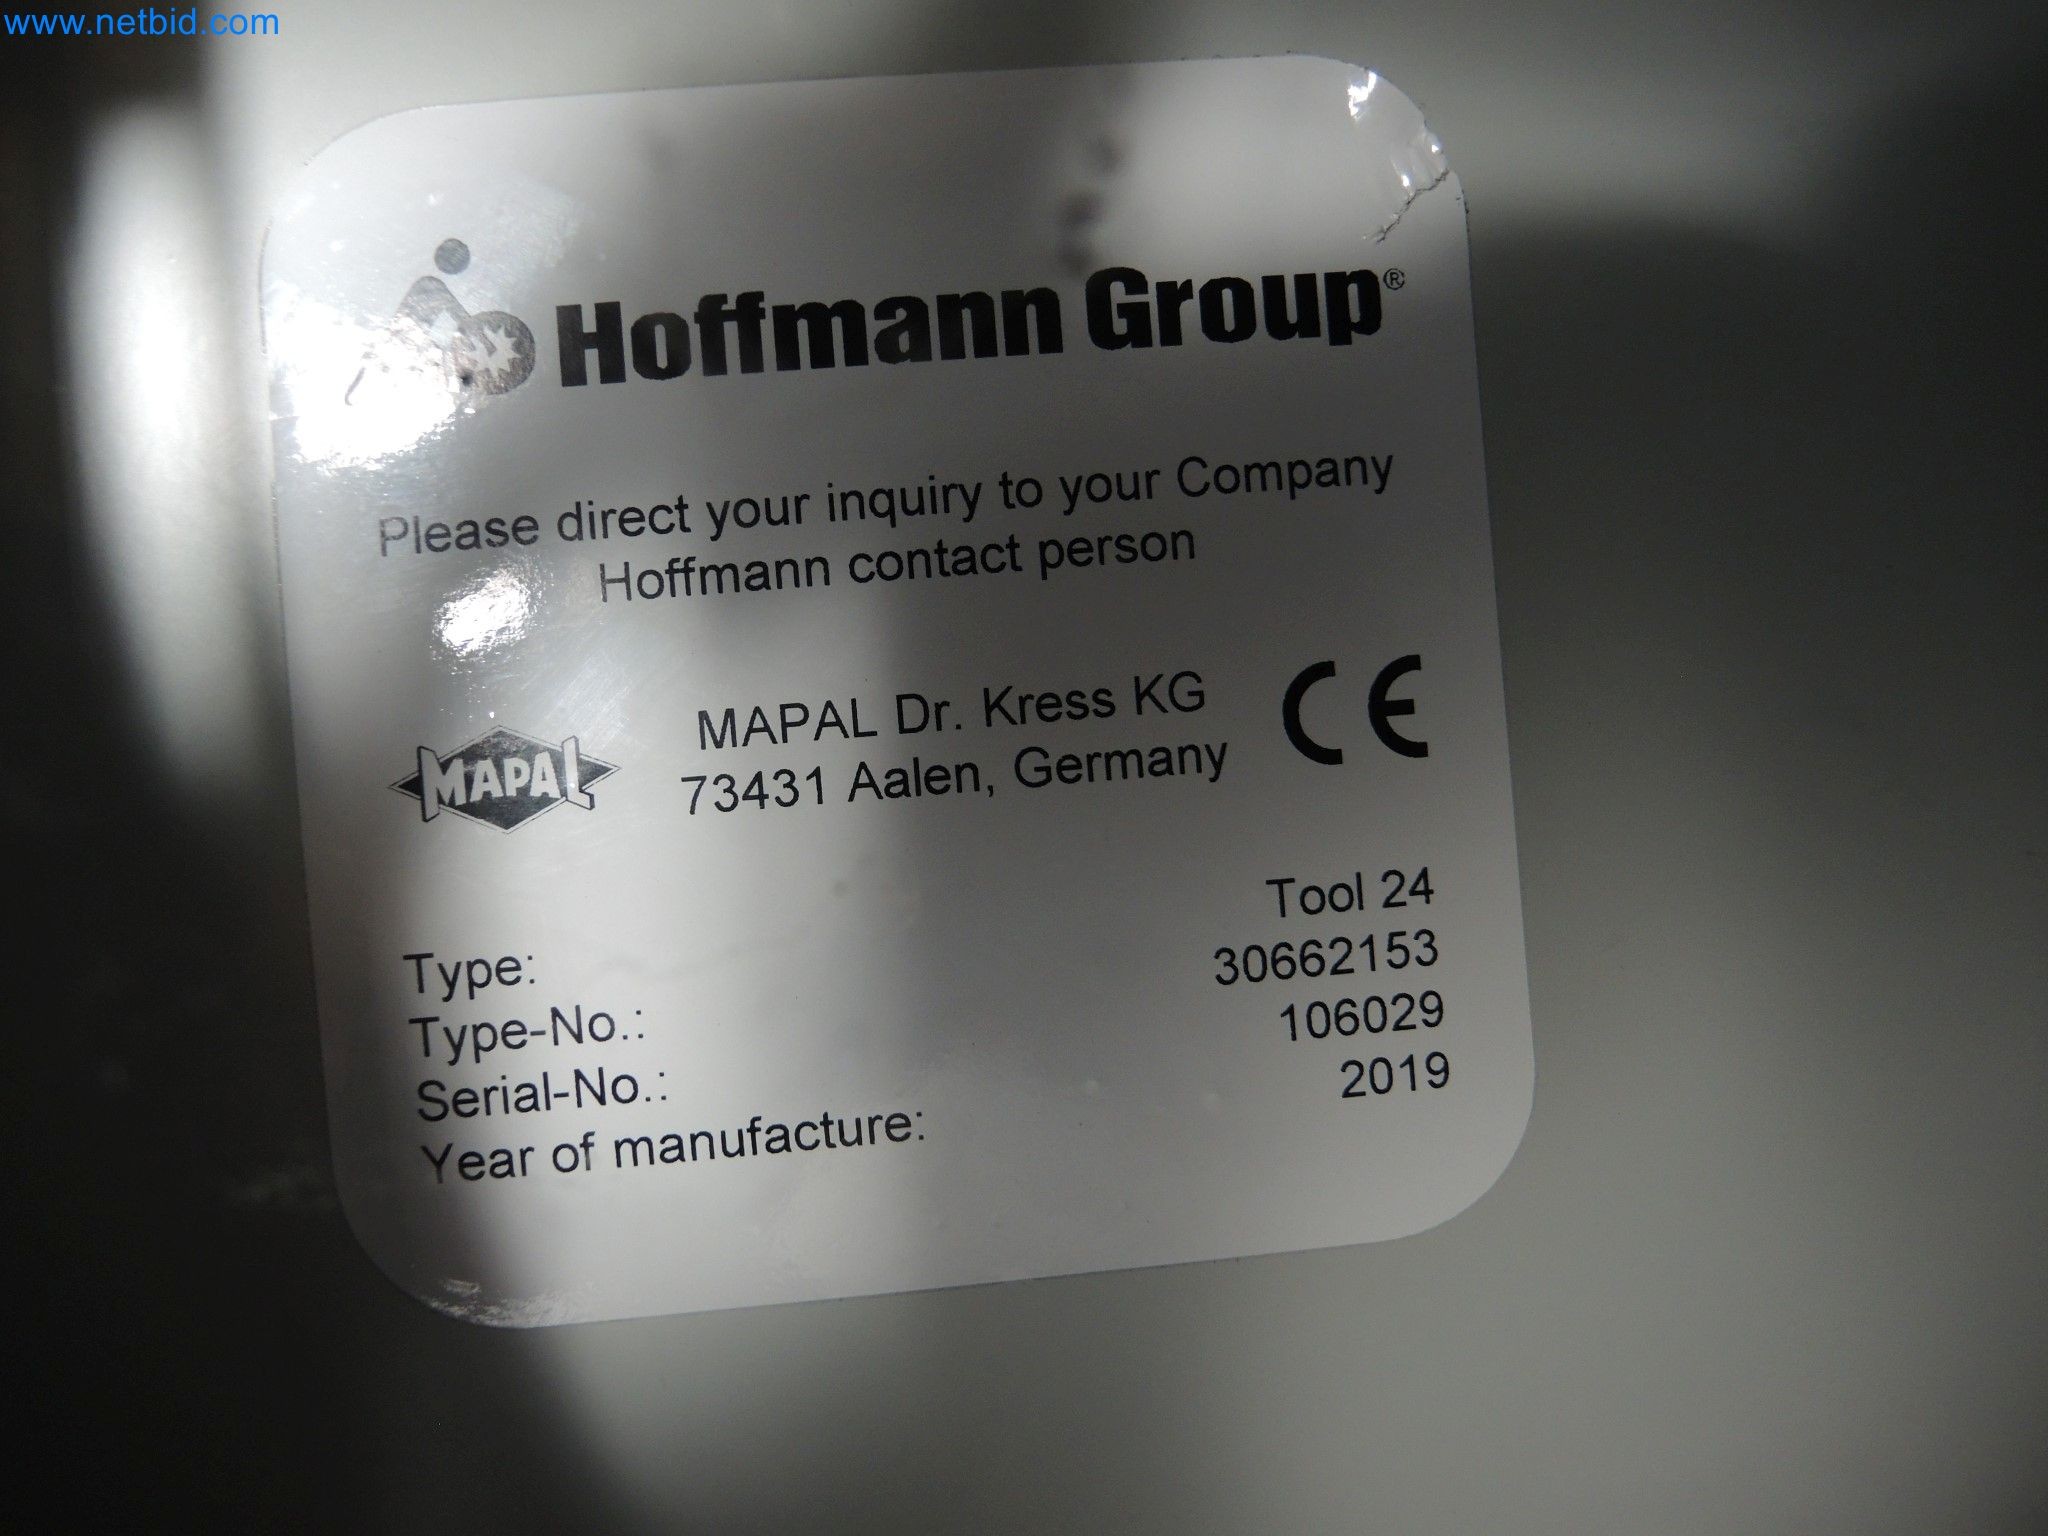 www.netbid.com
Hoffmann Group®
Please direct your inquiry to your Company
Hoffmann contact person
MAPAL
MAPAL Dr. Kress KG
73431 Aalen, Germany
CE
Type: Tool 24
Type-No.: 30662153
Serial-No.: 106029
Year of manufacture: 2019